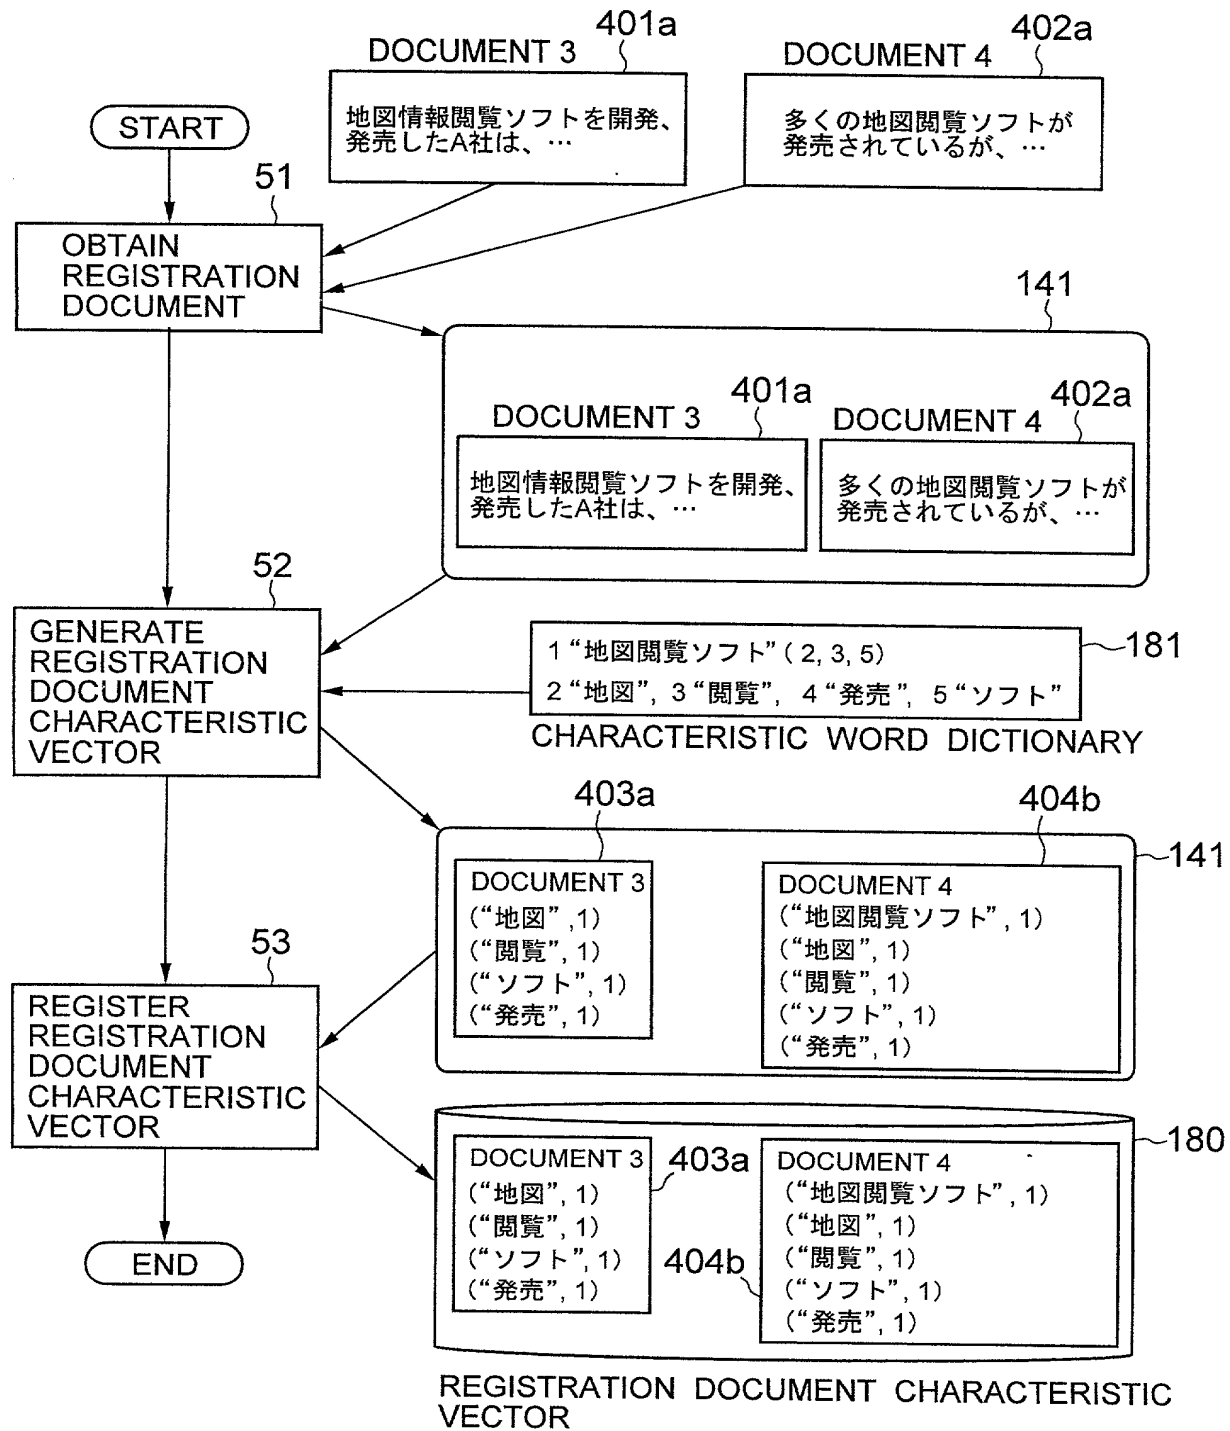 401a
402a
DOCUMENT 3
DOCUMENT 4
START
地図情報閲覧ソフトを開発、
発売したA社は、…
多くの地図閲覧ソフトが
発売されているが、…
51
OBTAIN
REGISTRATION
DOCUMENT
141
401a
402a
DOCUMENT 3
DOCUMENT 4
地図情報閲覧ソフトを開発、
発売したA社は、…
多くの地図閲覧ソフトが
発売されているが、…
52
GENERATE
REGISTRATION
DOCUMENT
CHARACTERISTIC
VECTOR
1 “地図閲覧ソフト” ( 2, 3, 5)
2 “地図”, 3 “閲覧”, 4 “発売”, 5 “ソフト”
181
CHARACTERISTIC WORD DICTIONARY
403a
404b
141
DOCUMENT 3
(“地図” ,1)
(“閲覧”, 1)
(“ソフト”, 1)
(“発売”, 1)
DOCUMENT 4
(“地図閲覧ソフト”, 1)
(“地図”, 1)
(“閲覧”, 1)
(“ソフト”, 1)
(“発売”, 1)
53
REGISTER
REGISTRATION
DOCUMENT
CHARACTERISTIC
VECTOR
180
DOCUMENT 3
(“地図”, 1)
(“閲覧”, 1)
(“ソフト”, 1)
(“発売”, 1)
403a
404b
DOCUMENT 4
(“地図閲覧ソフト”, 1)
(“地図”, 1)
(“閲覧”, 1)
(“ソフト”, 1)
(“発売”, 1)
END
REGISTRATION DOCUMENT CHARACTERISTIC
VECTOR